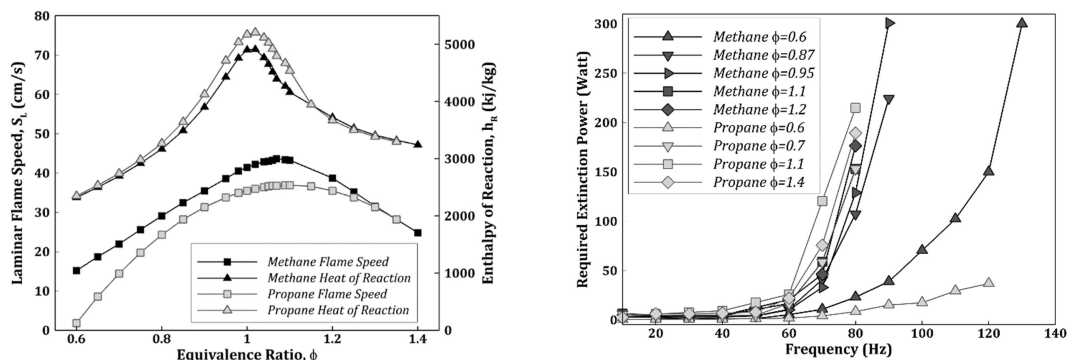 Laminar Flame Speed, SL (cm/s)
80
70
60
50
40
30
20
10
0
0.6
0.8
1.0
1.2
1.4
Equivalence Ratio, ϕ
5000
4000
3000
2000
1000
0
Enthalpy of Reaction, hR (kj/kg)
Methane Flame Speed
Methane Heat of Reaction
Propane Flame Speed
Propane Heat of Reaction
Required Extinction Power (Watt)
300
250
200
150
100
50
0
20
40
60
80
100
120
140
Frequency (Hz)
Methane ϕ=0.6
Methane ϕ=0.87
Methane ϕ=0.95
Methane ϕ=1.1
Methane ϕ=1.2
Propane ϕ=0.6
Propane ϕ=0.7
Propane ϕ=1.1
Propane ϕ=1.4